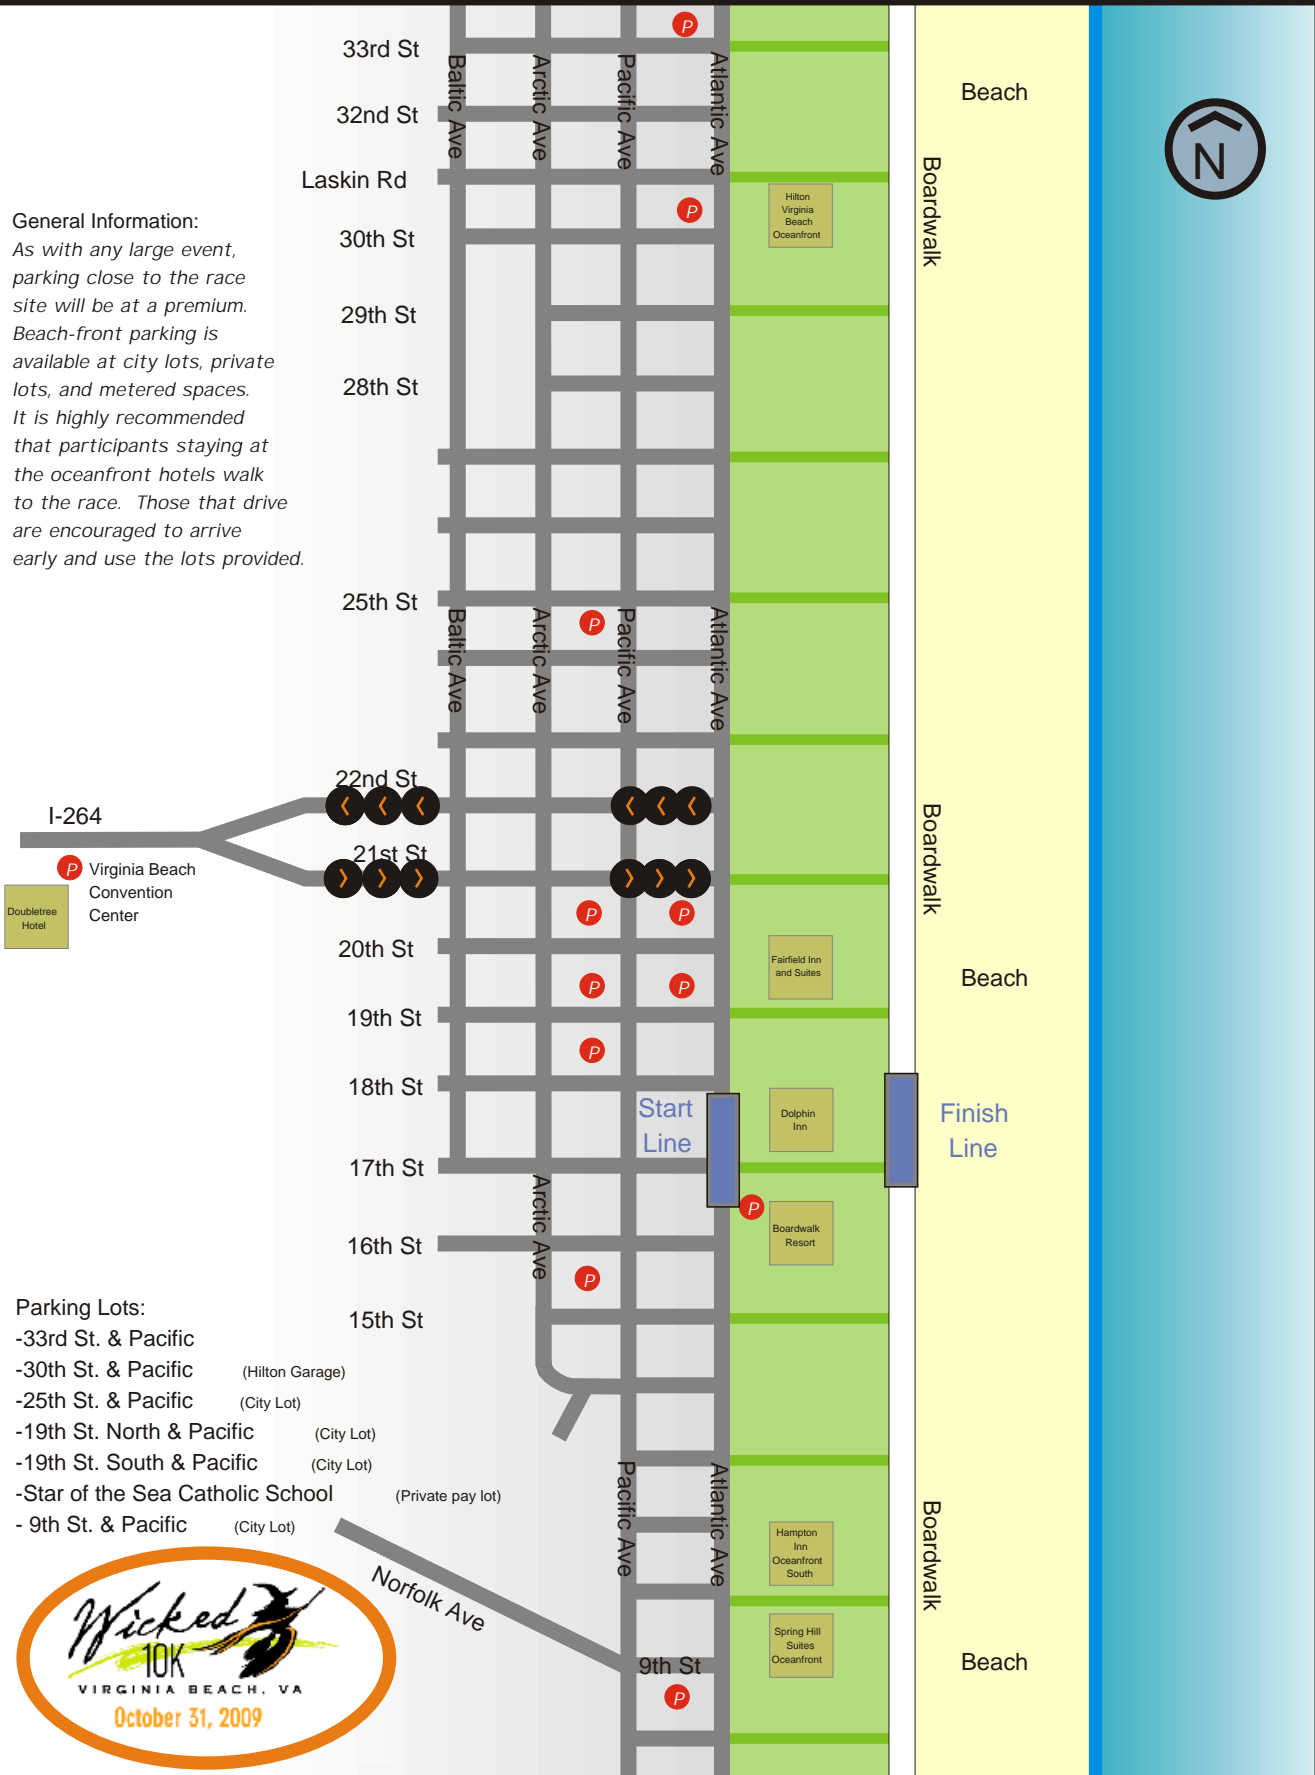 33rd St
32nd St
Laskin Rd
30th St
29th St
28th St
25th St
22nd St
21st St
20th St
19th St
18th St
17th St
16th St
15th St
9th St
Baltic Ave
Arctic Ave
Pacific Ave
Atlantic Ave
Baltic Ave
Arctic Ave
Pacific Ave
Atlantic Ave
Arctic Ave
Pacific Ave
Atlantic Ave
Norfolk Ave
I-264
P
P
P
P
P
P
P
P
P
P
P
P
Beach
Beach
Beach
Boardwalk
Boardwalk
Boardwalk
N
General Information:
As with any large event,
parking close to the race
site will be at a premium.
Beach-front parking is
available at city lots, private
lots, and metered spaces.
It is highly recommended
that participants staying at
the oceanfront hotels walk
to the race. Those that drive
are encouraged to arrive
early and use the lots provided.
Hilton
Virginia
Beach
Oceanfront
Virginia Beach
Convention
Center
Doubletree
Hotel
Fairfield Inn
and Suites
Start
Line
Dolphin
Inn
Finish
Line
Boardwalk
Resort
Hampton
Inn
Oceanfront
South
Spring Hill
Suites
Oceanfront
Parking Lots:
-33rd St. & Pacific
-30th St. & Pacific (Hilton Garage)
-25th St. & Pacific (City Lot)
-19th St. North & Pacific (City Lot)
-19th St. South & Pacific (City Lot)
-Star of the Sea Catholic School (Private pay lot)
- 9th St. & Pacific (City Lot)
Wicked
10K
VIRGINIA BEACH, VA
October 31, 2009